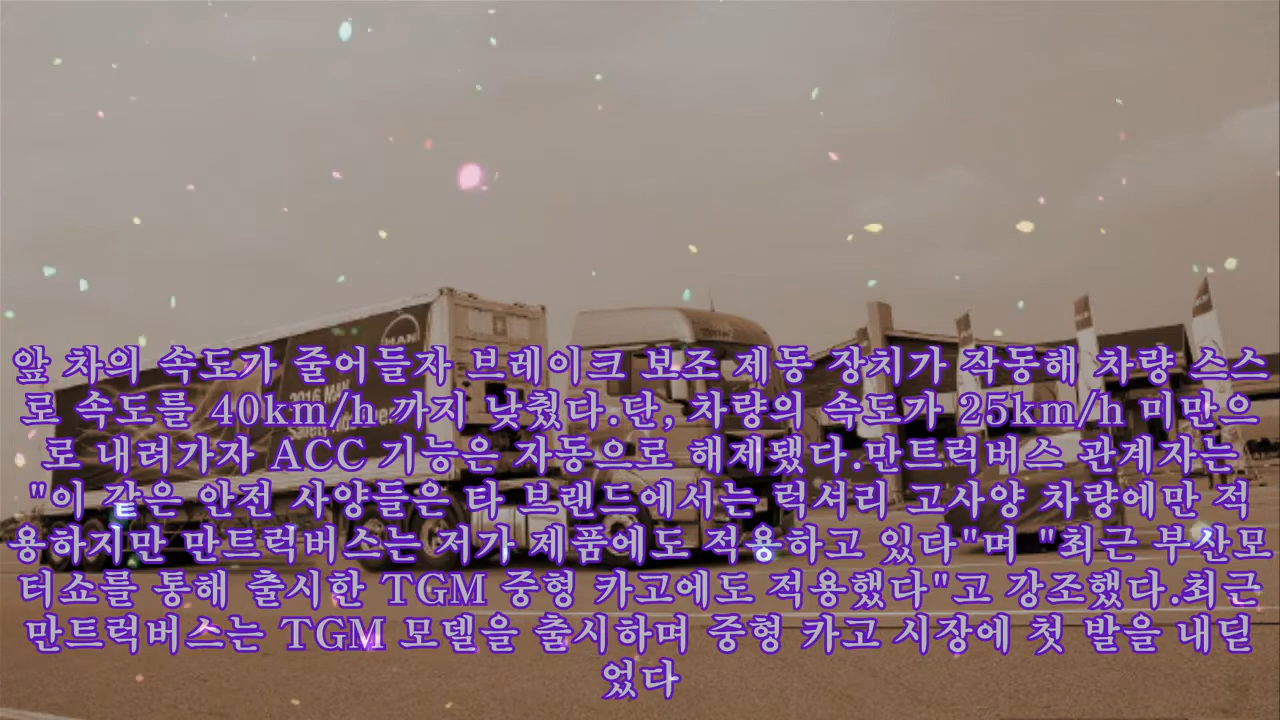 MAN
2016 MAN
앞 차의 속도가 줄어들자 브레이크 보조 제동 장치가 작동해 차량 스스
로 속도를 40km/h 까지 낮췄다.단, 차량의 속도가 25km/h 미만으
로 내려가자 ACC 기능은 자동으로 해제됐다.만트럭버스 관계자는
"이 같은 안전 사양들은 타 브랜드에서는 럭셔리 고사양 차량에만 적
용하지만 만트럭버스는 저가 제품에도 적용하고 있다"며 "최근 부산모
터쇼를 통해 출시한 TGM 중형 카고에도 적용했다"고 강조했다.최근
만트럭버스는 TGM 모델을 출시하며 중형 카고 시장에 첫 발을 내딛
었다